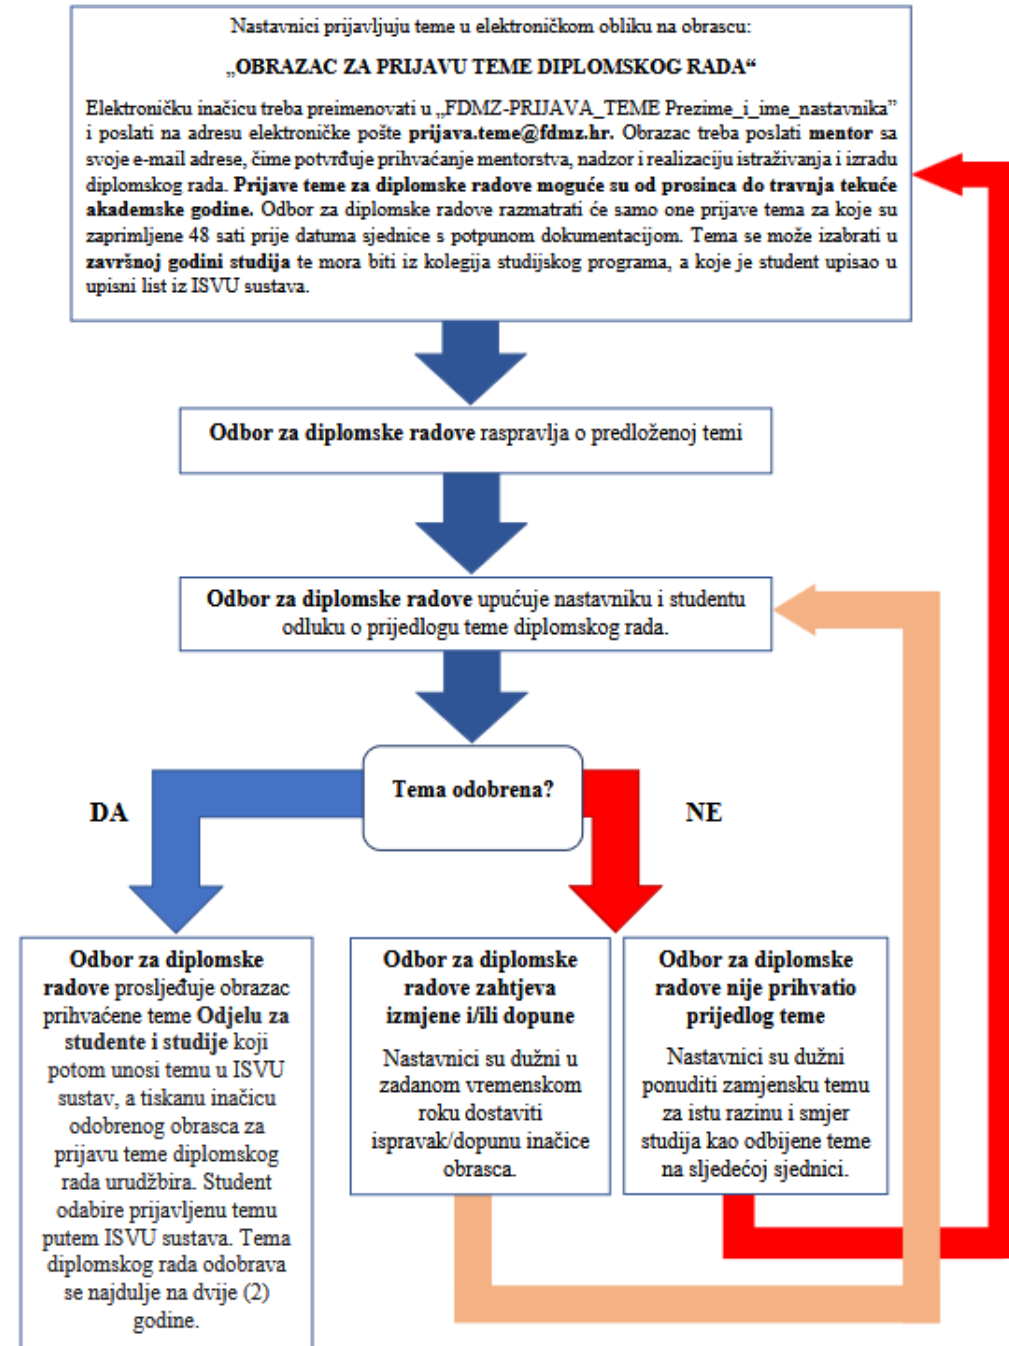 Nastavnici prijavljuju teme u elektroničkom obliku na obrascu:
„OBRAZAC ZA PRIJAVU TEME DIPLOMSKOG RADA“
Elektroničku inačicu treba preimenovati u „FDMZ-PRIJAVA_TEME Prezime_i_ime_nastavnika”
i poslati na adresu elektroničke pošte prijava.teme@fdmz.hr. Obrazac treba poslati mentor sa
svoje e-mail adrese, čime potvrđuje prihvaćanje mentorstva, nadzor i realizaciju istraživanja i izradu
diplomskog rada. Prijave teme za diplomske radove moguće su od prosinca do travnja tekuće
akademske godine. Odbor za diplomske radove razmatrati će samo one prijave tema za koje su
zaprimljene 48 sati prije datuma sjednice s potpunom dokumentacijom. Tema se može izabrati u
završnoj godini studija te mora biti iz kolegija studijskog programa, a koje je student upisao u
upisni list iz ISVU sustava.
Odbor za diplomske radove raspravlja o predloženoj temi
Odbor za diplomske radove upućuje nastavniku i studentu
odluku o prijedlogu teme diplomskog rada.
Tema odobrena?
DA
NE
Odbor za diplomske
radove prosljeđuje obrazac
prihvaćene teme Odjelu za
studente i studije koji
potom unosi temu u ISVU
sustav, a tiskanu inačicu
odobrenog obrasca za
prijavu teme diplomskog
rada urudžbira. Student
odabire prijavljenu temu
putem ISVU sustava. Tema
diplomskog rada odobrava
se najdulje na dvije (2)
godine.
Odbor za diplomske
radove zahtjeva
izmjene i/ili dopune
Nastavnici su dužni u
zadanom vremenskom
roku dostaviti
ispravak/dopunu inačice
obrasca.
Odbor za diplomske
radove nije prihvatio
prijedlog teme
Nastavnici su dužni
ponuditi zamjensku temu
za istu razinu i smjer
studija kao odbijene teme
na sljedećoj sjednici.